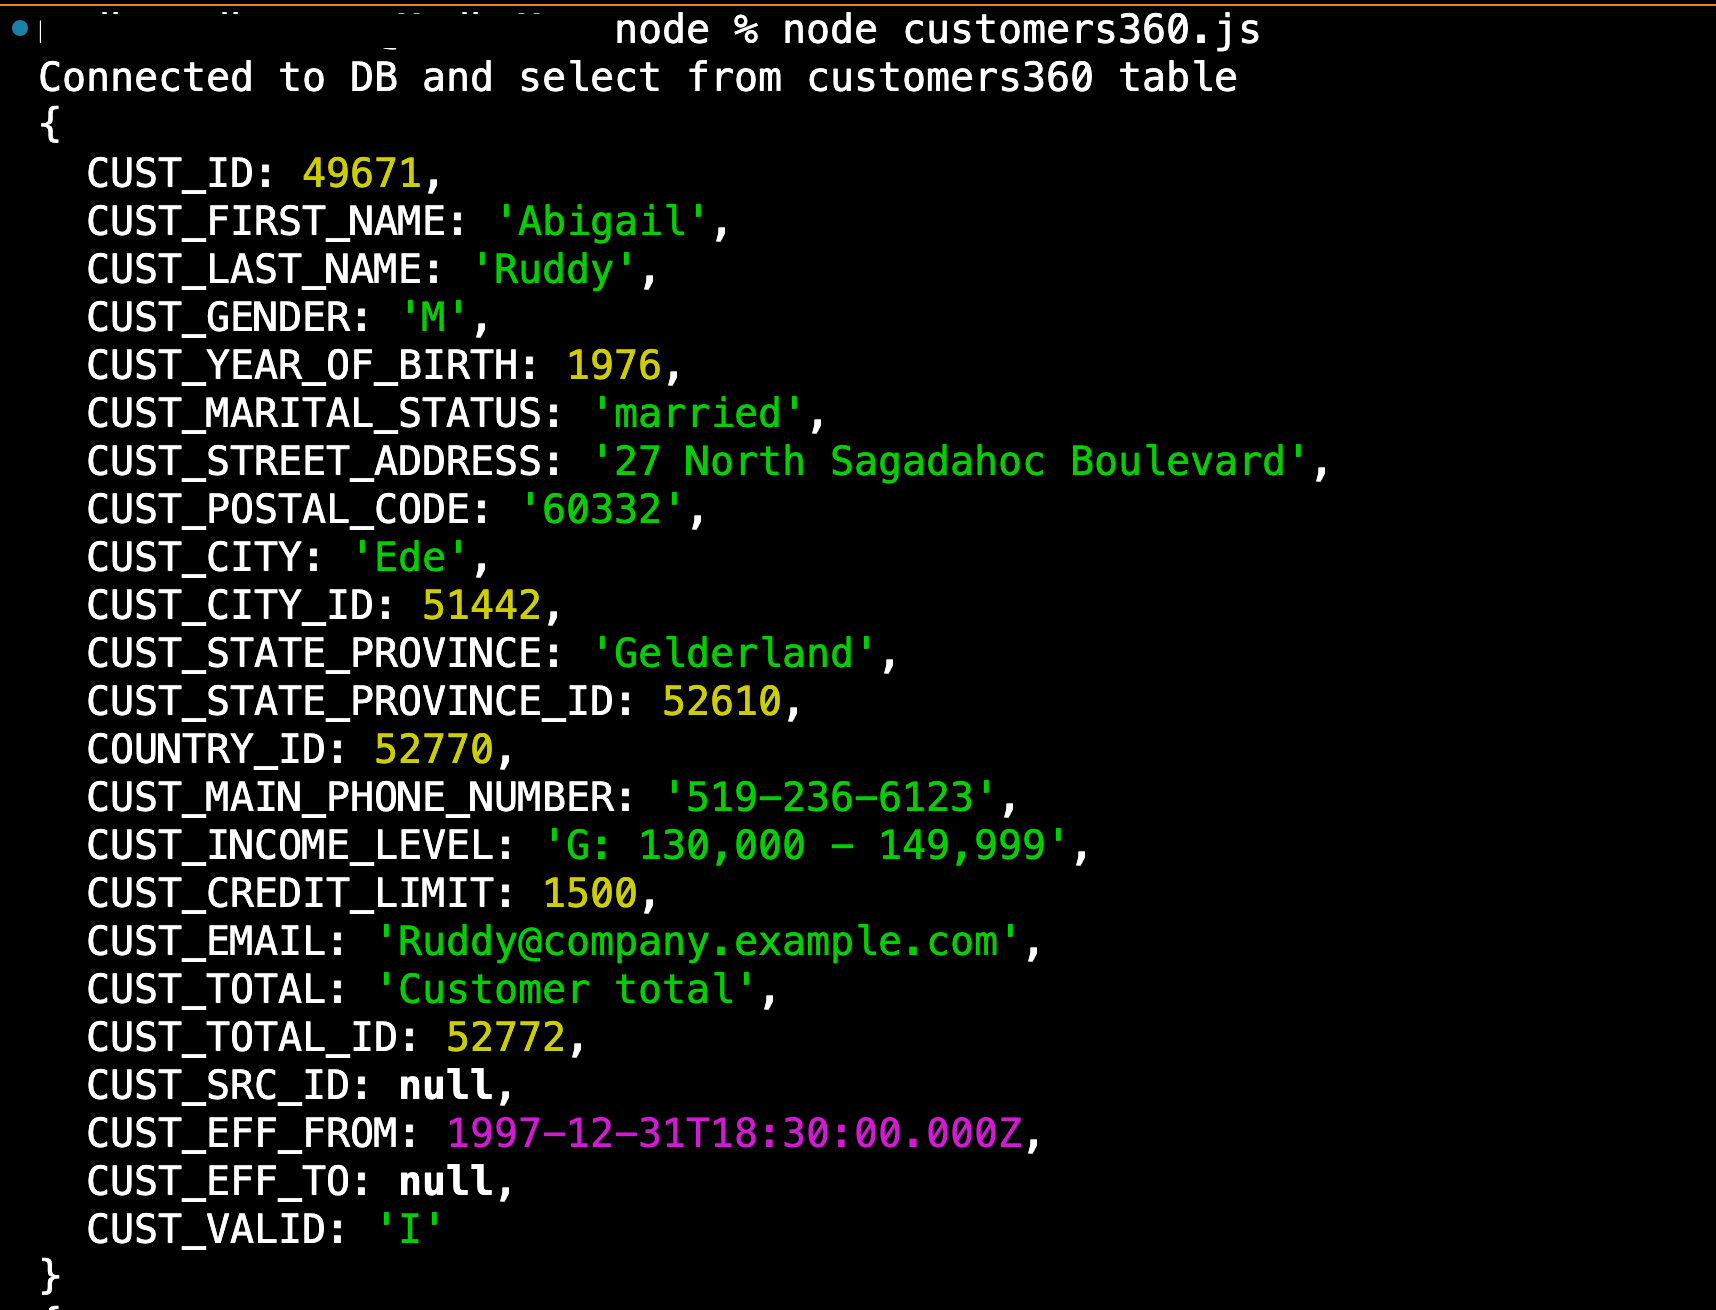 node % node customers360.js
Connected to DB and select from customers360 table
{
  CUST_ID: 49671,
  CUST_FIRST_NAME: 'Abigail',
  CUST_LAST_NAME: 'Ruddy',
  CUST_GENDER: 'M',
  CUST_YEAR_OF_BIRTH: 1976,
  CUST_MARITAL_STATUS: 'married',
  CUST_STREET_ADDRESS: '27 North Sagadahoc Boulevard',
  CUST_POSTAL_CODE: '60332',
  CUST_CITY: 'Ede',
  CUST_CITY_ID: 51442,
  CUST_STATE_PROVINCE: 'Gelderland',
  CUST_STATE_PROVINCE_ID: 52610,
  COUNTRY_ID: 52770,
  CUST_MAIN_PHONE_NUMBER: '519-236-6123',
  CUST_INCOME_LEVEL: 'G: 130,000 - 149,999',
  CUST_CREDIT_LIMIT: 1500,
  CUST_EMAIL: 'Ruddy@company.example.com',
  CUST_TOTAL: 'Customer total',
  CUST_TOTAL_ID: 52772,
  CUST_SRC_ID: null,
  CUST_EFF_FROM: 1997-12-31T18:30:00.000Z,
  CUST_EFF_TO: null,
  CUST_VALID: 'I'
}